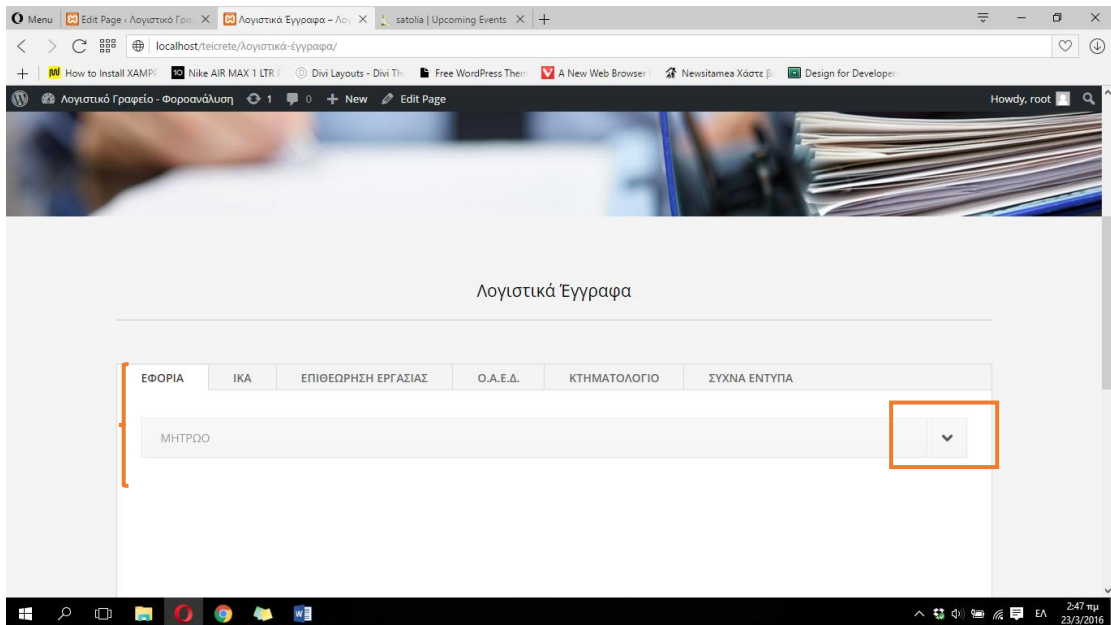 Menu Edit Page ‹ Λογιστικό Γρα Λογιστικά Έγγραφα – Λογ satolia | Upcoming Events
localhost/teicrete/λογιστικά-έγγραφα/
How to Install XAMPP Nike AIR MAX 1 LTR Divi Layouts - Divi Th Free WordPress Them A New Web Browser Newsitamea Χάστε β Design for Developer
Λογιστικό Γραφείο - Φοροανάλυση 1 0 + New Edit Page Howdy, root
Λογιστικά Έγγραφα
ΕΦΟΡΙΑ ΙΚΑ ΕΠΙΘΕΩΡΗΣΗ ΕΡΓΑΣΙΑΣ Ο.Α.Ε.Δ. ΚΤΗΜΑΤΟΛΟΓΙΟ ΣΥΧΝΑ ΕΝΤΥΠΑ
ΜΗΤΡΩΟ
ΕΛ 2:47 πμ
23/3/2016